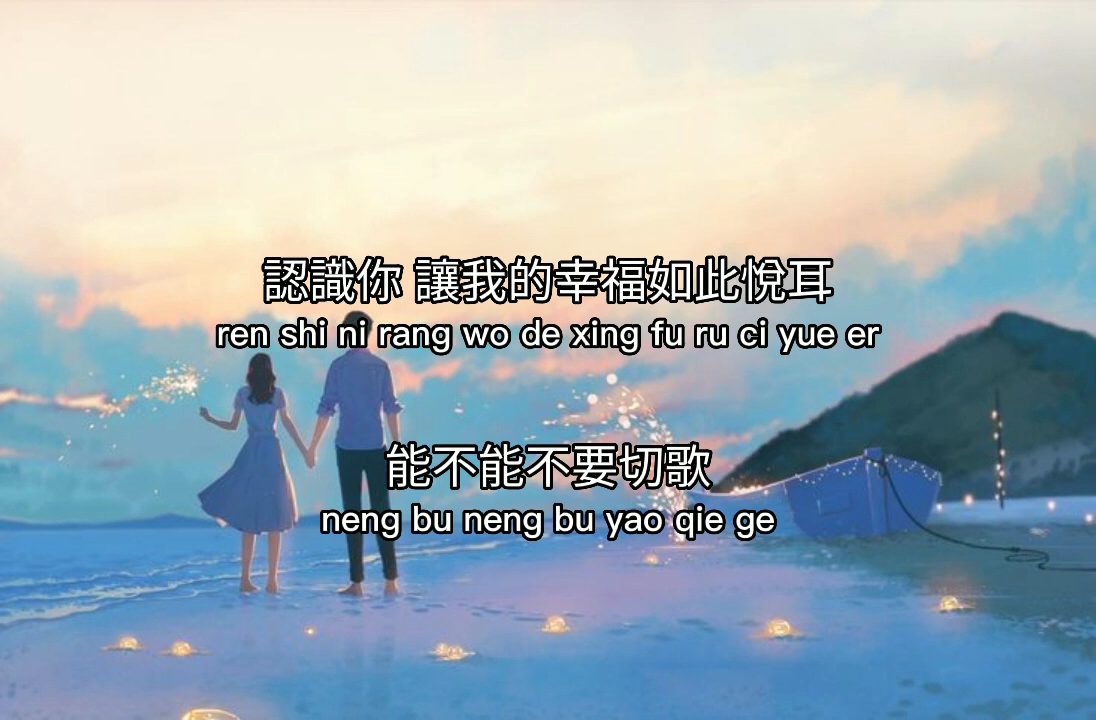 認識你 讓我的幸福如此悅耳
ren shi ni rang wo de xing fu ru ci yue er
能不能不要切歌
neng bu neng bu yao qie ge